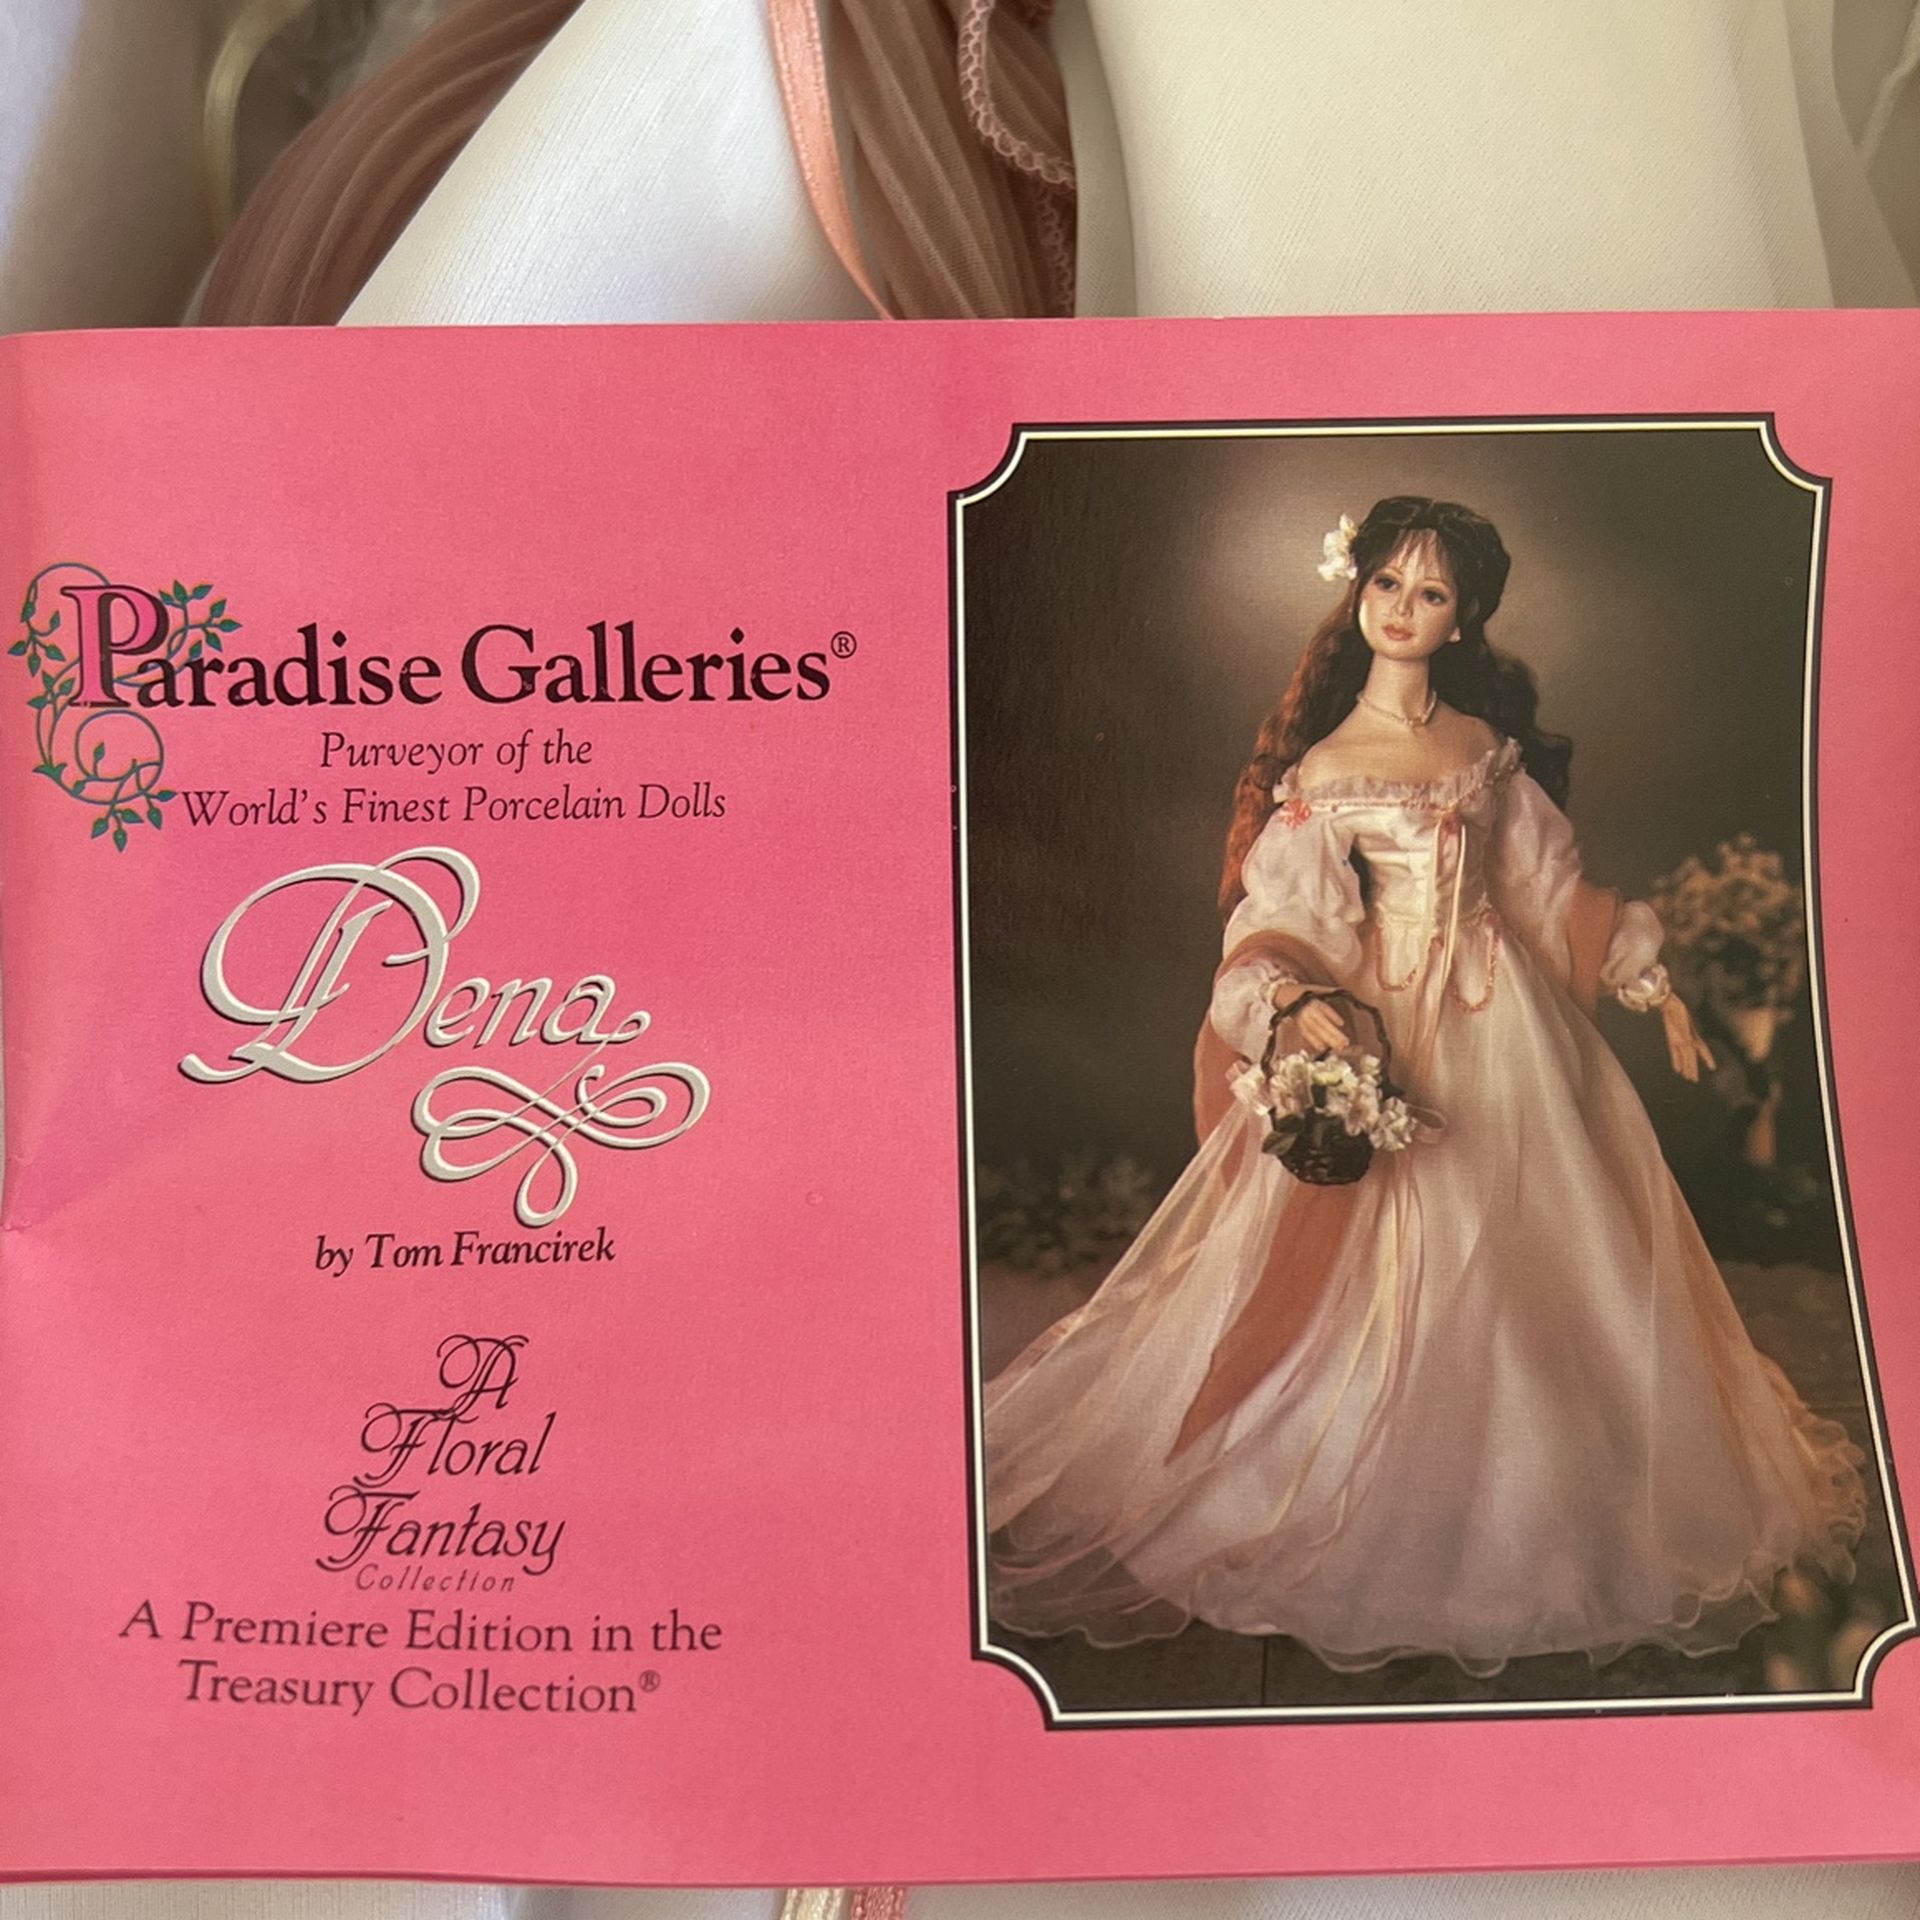 Paradise Galleries®
Purveyor of the
World's Finest Porcelain Dolls
Dena
by Tom Francirek
A
Floral
Fantasy
Collection
A Premiere Edition in the
Treasury Collection®